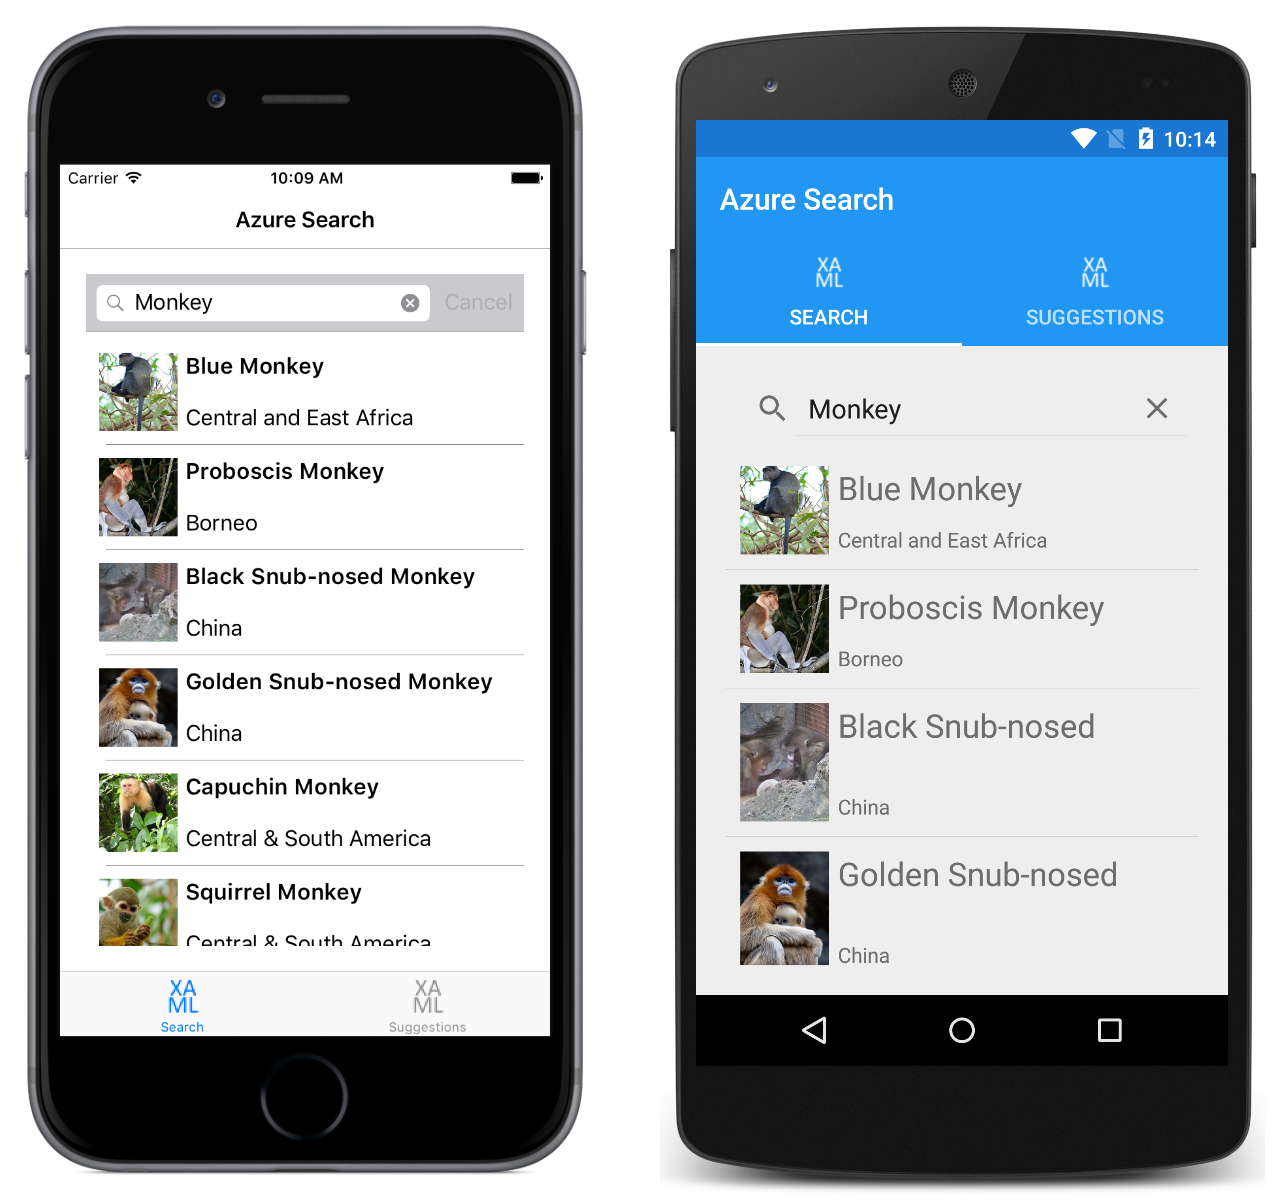 Carrier
10:09 AM
Azure Search
Monkey
Cancel
Blue Monkey
Central and East Africa
Proboscis Monkey
Borneo
Black Snub-nosed Monkey
China
Golden Snub-nosed Monkey
China
Capuchin Monkey
Central & South America
Squirrel Monkey
Central & South America
XA
ML
Search
XA
ML
Suggestions
10:14
Azure Search
XA
ML
SEARCH
XA
ML
SUGGESTIONS
Monkey
Blue Monkey
Central and East Africa
Proboscis Monkey
Borneo
Black Snub-nosed
China
Golden Snub-nosed
China